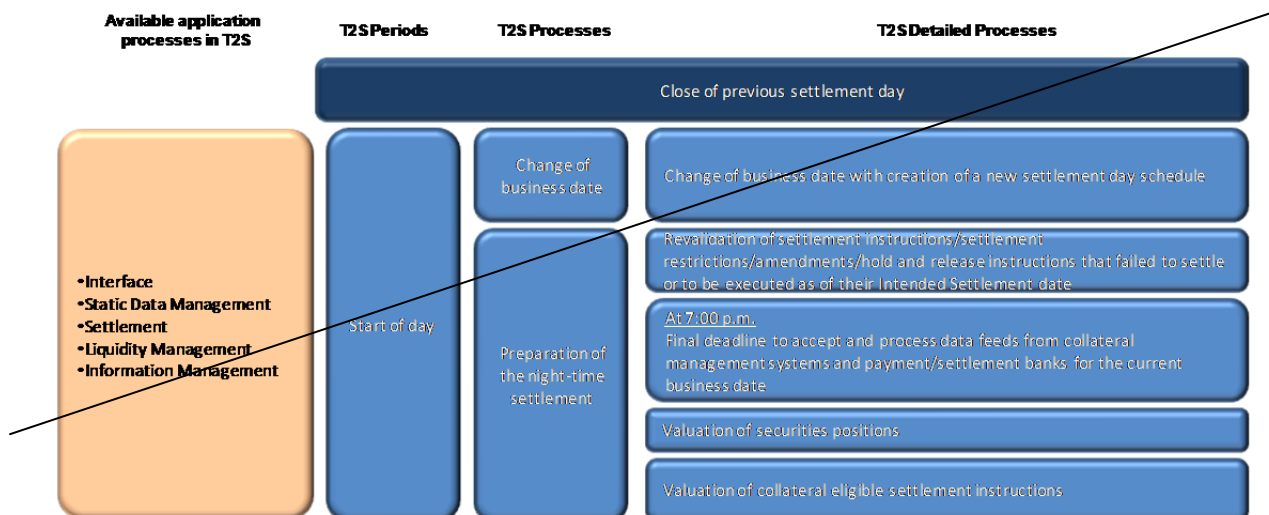 Available application
processes in T2S
T2S Periods
T2S Processes
T2S Detailed Processes
Close of previous settlement day
•Interface
•Static Data Management
•Settlement
•Liquidity Management
•Information Management
Start of day
Change of
business date
Preparation of
the night-time
settlement
Change of business date with creation of a new settlement day schedule
Revalidation of settlement instructions/settlement
restrictions/amendments/hold and release instructions that failed to settle
or to be executed as of their Intended Settlement date
At 7:00 p.m.
Final deadline to accept and process data feeds from collateral
management systems and payment/settlement banks for the current
business date
Valuation of securities positions
Valuation of collateral eligible settlement instructions